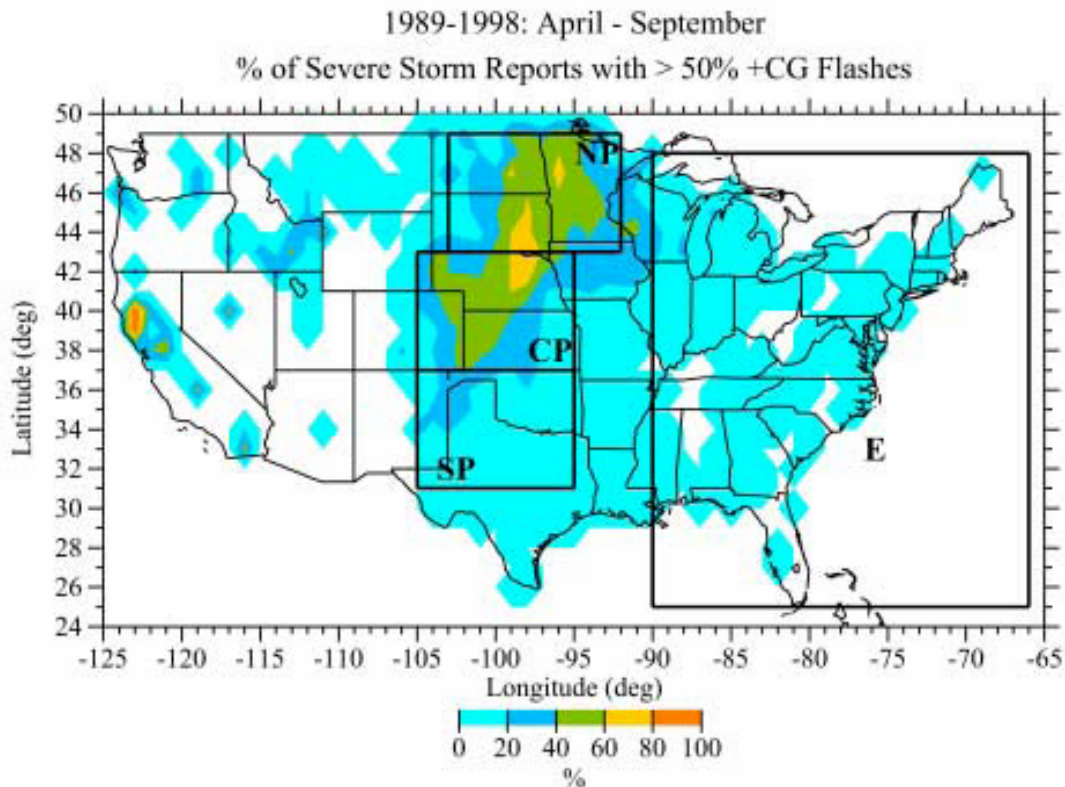 1989-1998: April - September
% of Severe Storm Reports with > 50% +CG Flashes
50
48
46
44
42
40
38
36
34
32
30
28
26
24
Latitude (deg)
NP
CP
SP
E
-125 -120 -115 -110 -105 -100 -95 -90 -85 -80 -75 -70 -65
Longitude (deg)
0 20 40 60 80 100
%